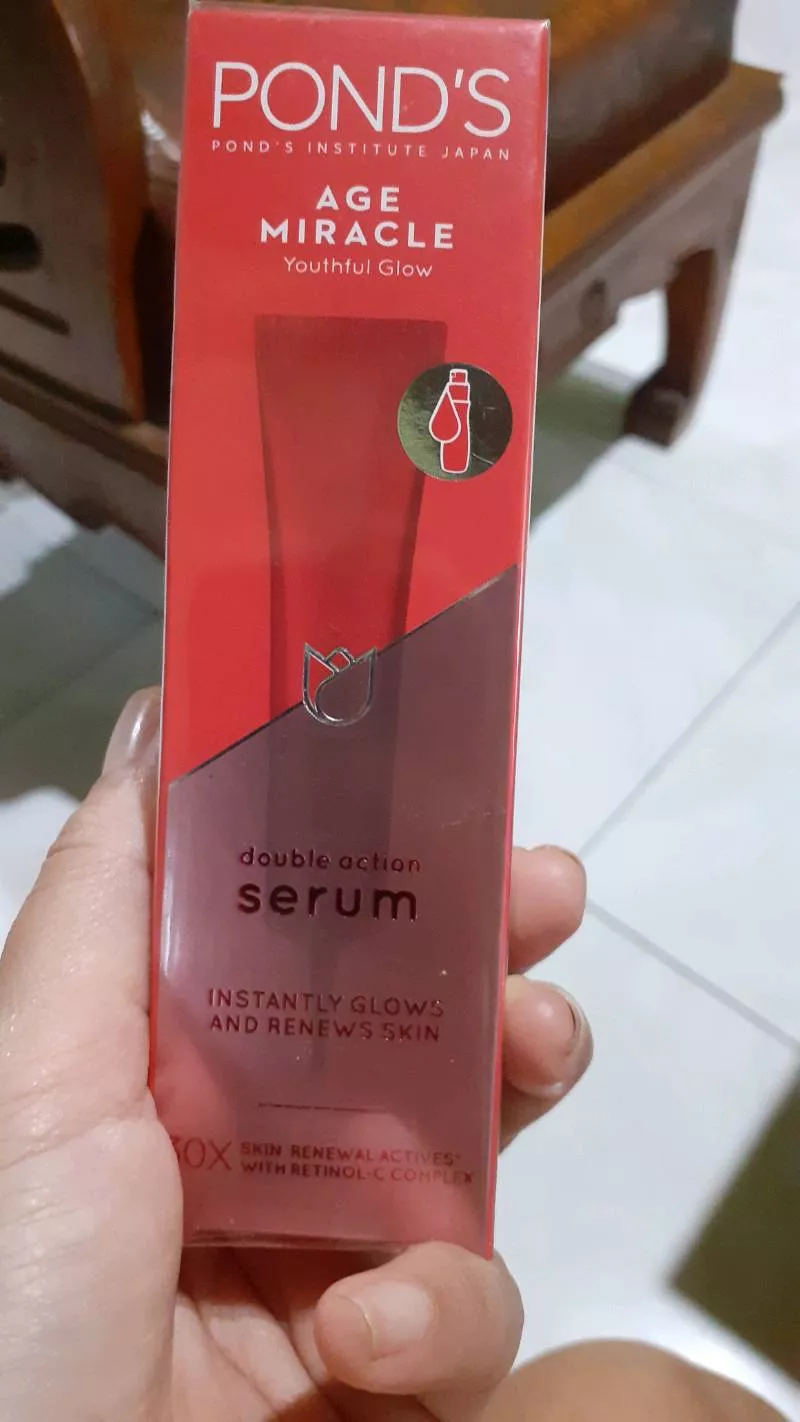 POND'S
POND'S INSTITUTE JAPAN
AGE
MIRACLE
Youthful Glow
double action
serum
INSTANTLY GLOWS
AND RENEWS SKIN
SKIN RENEWAL ACTIVES*
WITH RETINOL-C COMPLEX